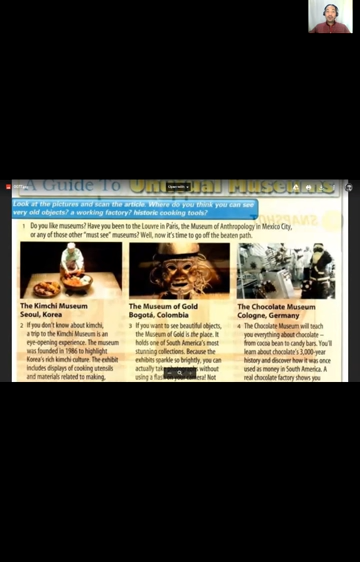 A Guide To Unusual Museums
Look at the pictures and scan the article. Where do you think you can see
very old objects? a working factory? historic cooking tools?
1 Do you like museums? Have you been to the Louvre in Paris, the Museum of Anthropology in Mexico City,
or any of those other "must see" museums? Well, now it's time to go off the beaten path.
The Kimchi Museum
Seoul, Korea
2 If you don't know about kimchi,
a trip to the Kimchi Museum is an
eye-opening experience. The museum
was founded in 1986 to highlight
Korea's rich kimchi culture. The exhibit
includes displays of cooking utensils
and materials related to making,
The Museum of Gold
Bogotá, Colombia
3 If you want to see beautiful objects,
the Museum of Gold is the place. It
holds one of South America's most
stunning collections. Because the
exhibits sparkle so brightly, you can
actually take photographs without
using a flash on your camera! Not
The Chocolate Museum
Cologne, Germany
4 The Chocolate Museum will teach
you everything about chocolate –
from cocoa bean to candy bars. You'll
learn about chocolate's 3,000-year
history and discover how it was once
used as money in South America. A
real chocolate factory shows you